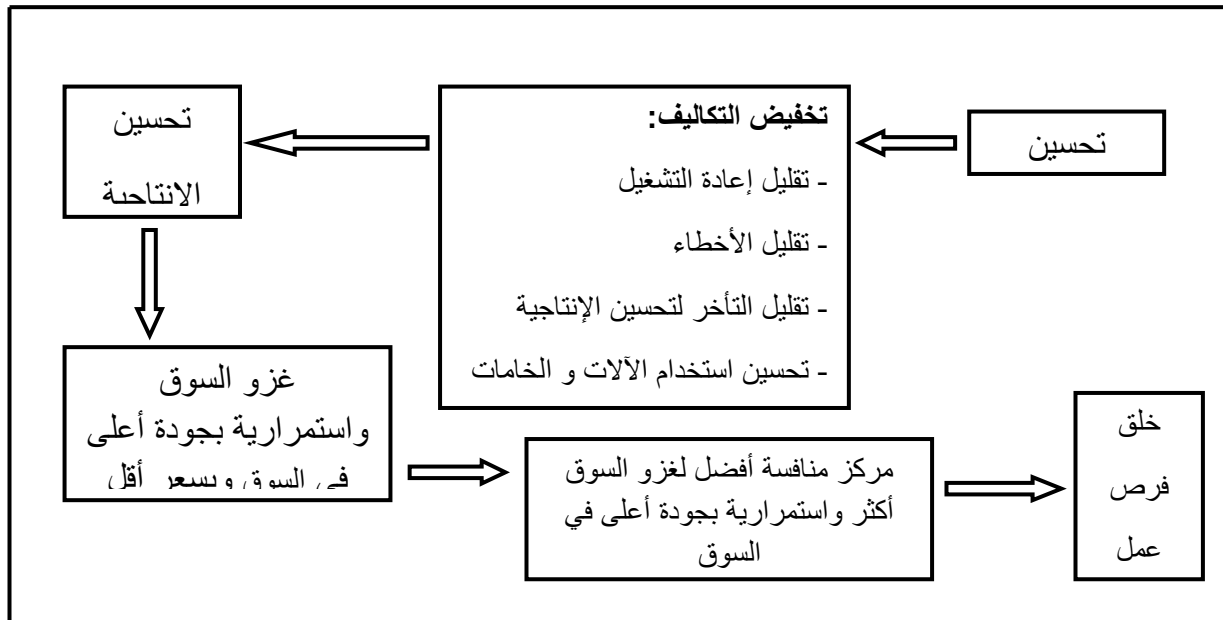 تحسين
تخفيض التكاليف:
- تقليل إعادة التشغيل
- تقليل الأخطاء
- تقليل التأخر لتحسين الإنتاجية
- تحسين استخدام الآلات و الخامات
تحسين
الانتاجية
غزو السوق
واستمرارية بجودة أعلى
في السوق وبسعر أقل
مركز منافسة أفضل لغزو السوق
أكثر واستمرارية بجودة أعلى في
السوق
خلق
فرص
عمل